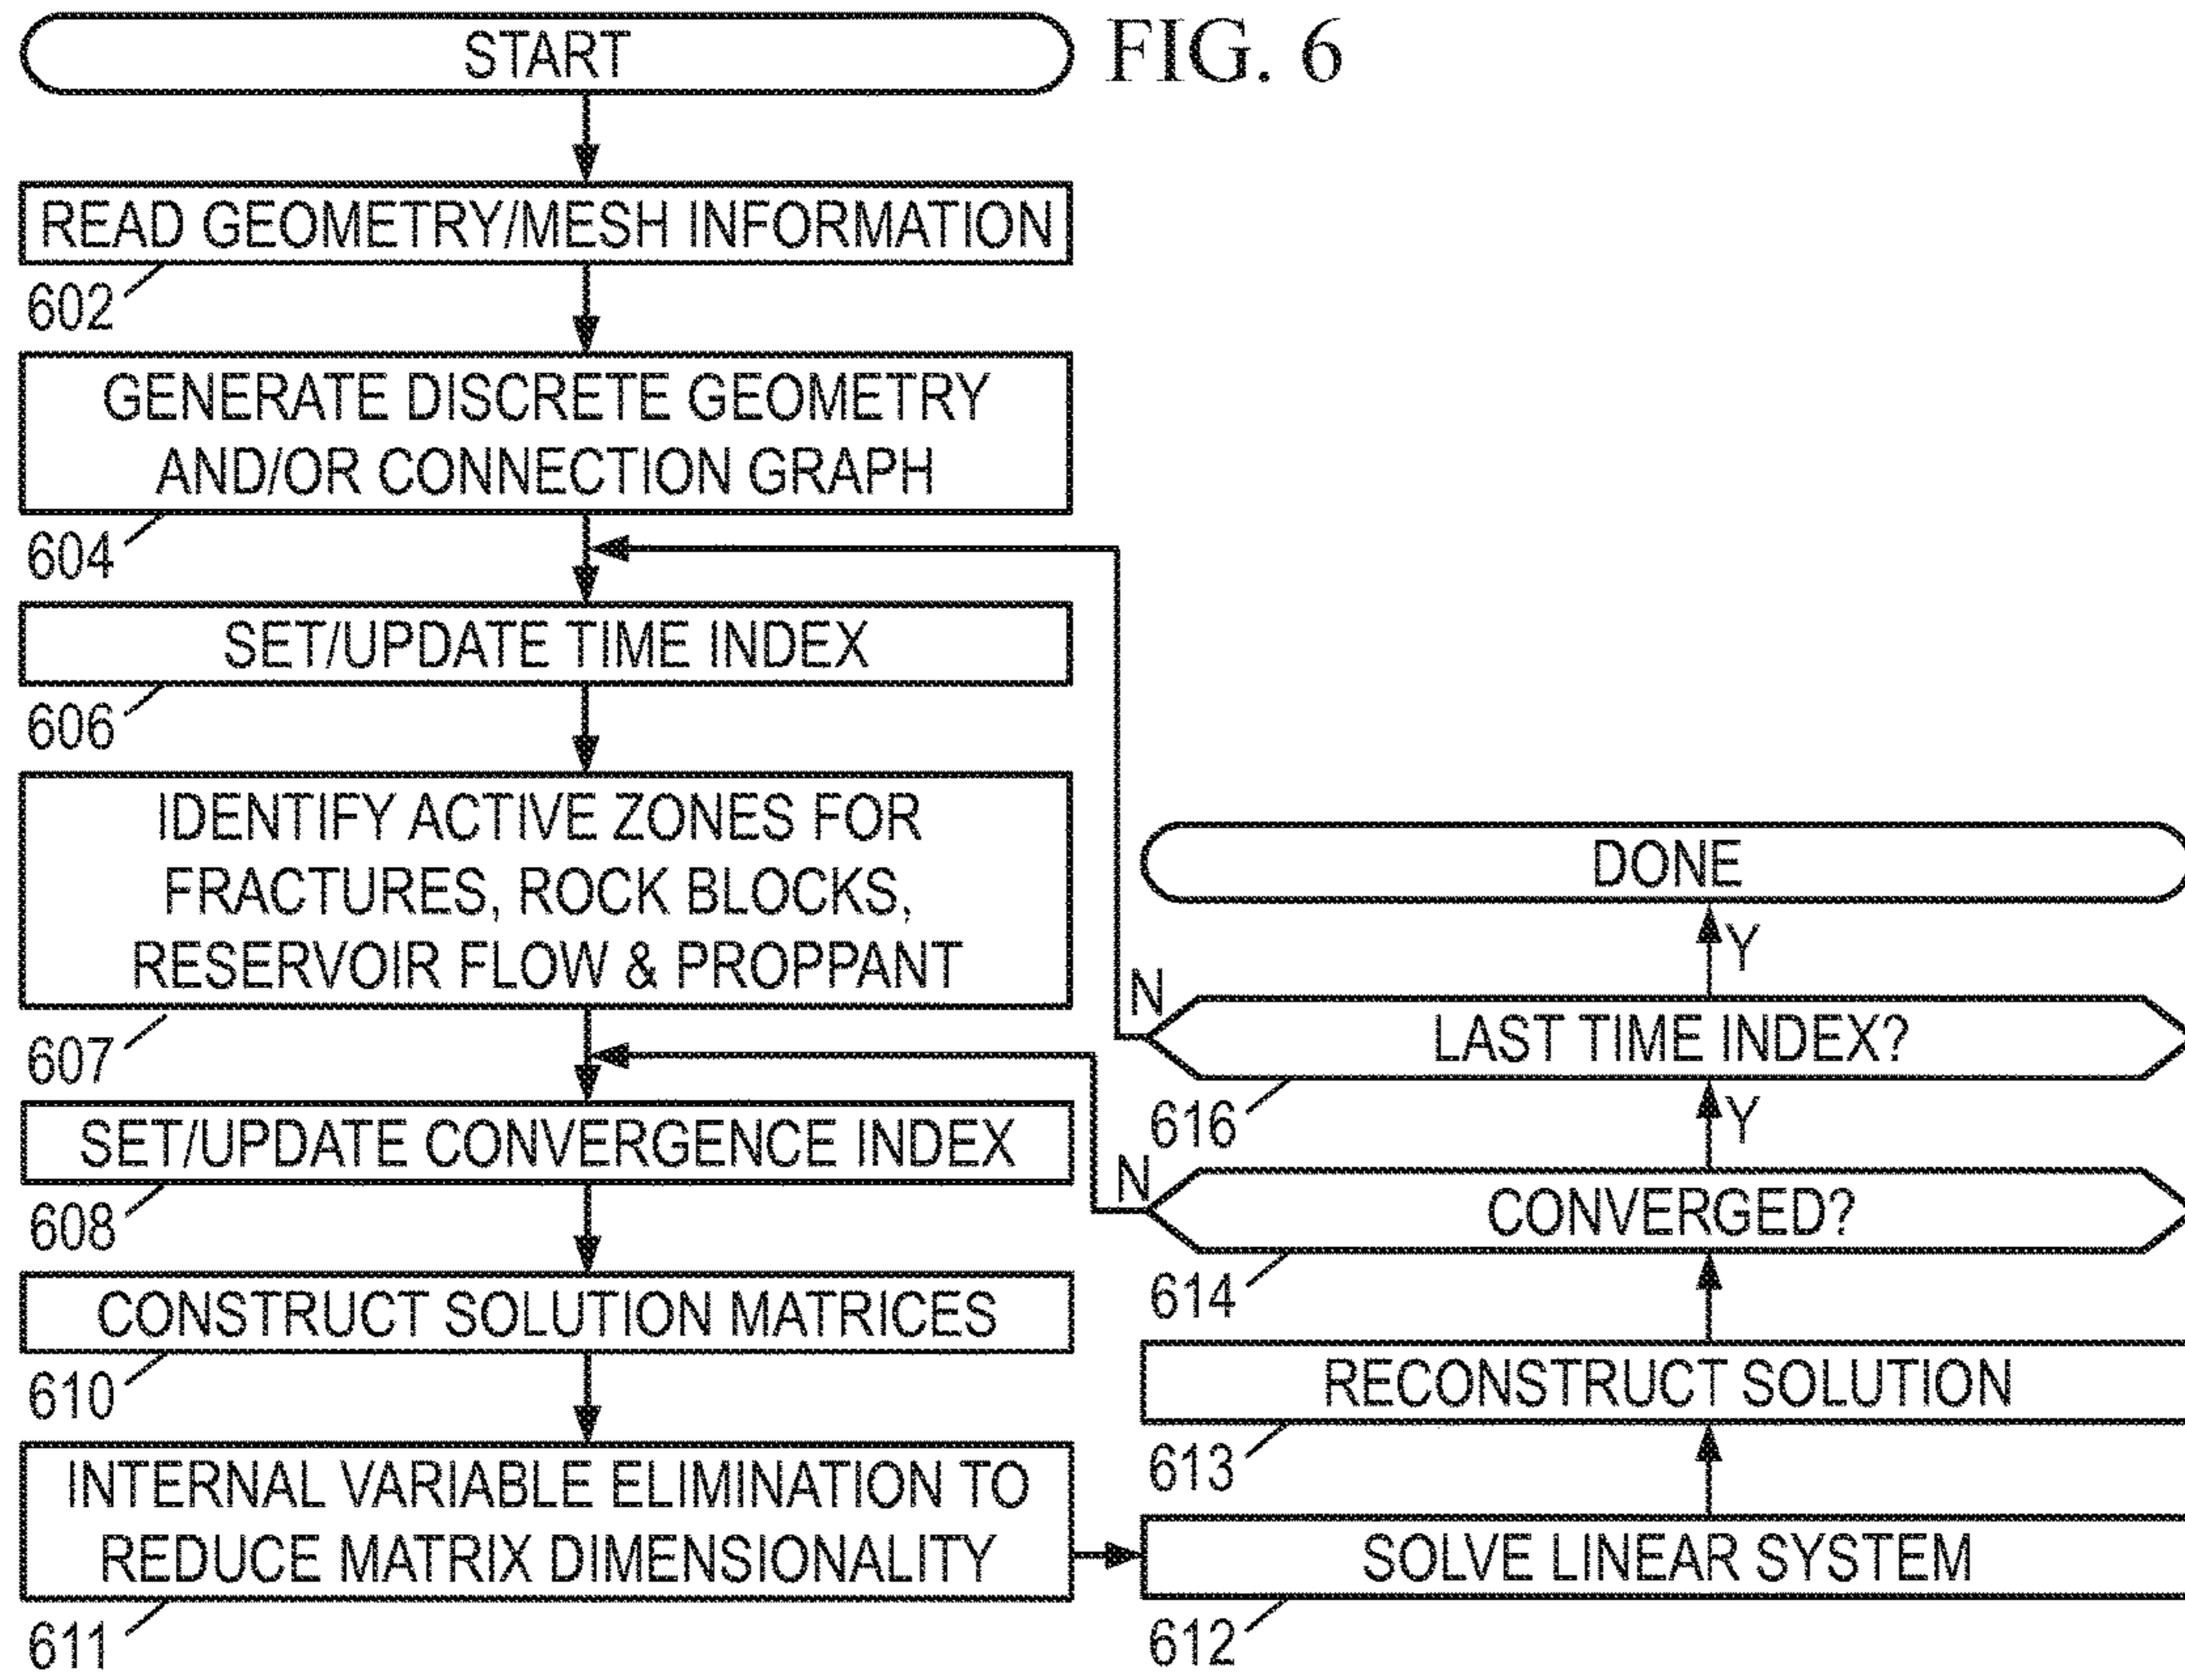 START
FIG. 6
READ GEOMETRY/MESH INFORMATION
602
GENERATE DISCRETE GEOMETRY
AND/OR CONNECTION GRAPH
604
SET/UPDATE TIME INDEX
606
IDENTIFY ACTIVE ZONES FOR
FRACTURES, ROCK BLOCKS,
RESERVOIR FLOW & PROPPANT
607
SET/UPDATE CONVERGENCE INDEX
608
CONSTRUCT SOLUTION MATRICES
610
INTERNAL VARIABLE ELIMINATION TO
REDUCE MATRIX DIMENSIONALITY
611
DONE
Y
N
LAST TIME INDEX?
616
Y
N
CONVERGED?
614
RECONSTRUCT SOLUTION
613
SOLVE LINEAR SYSTEM
612